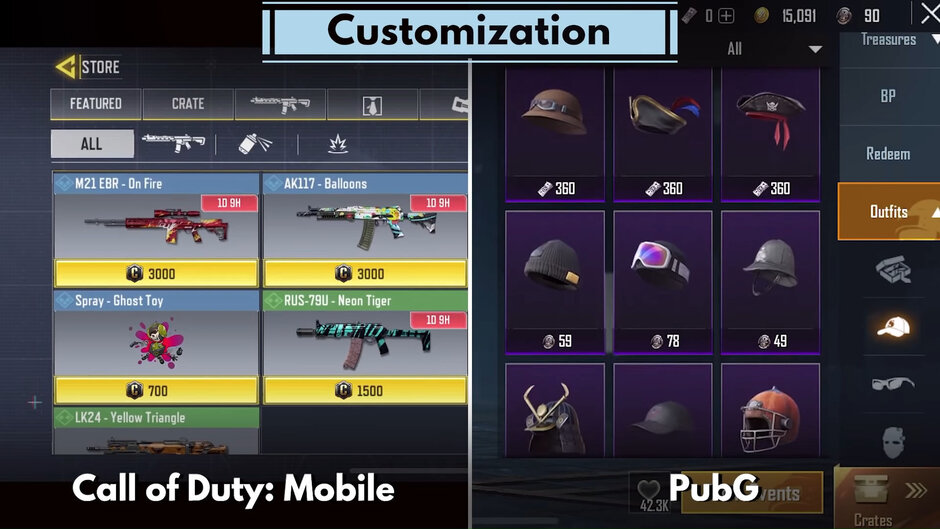 Customization
STORE
FEATURED
CRATE
ALL
M21 EBR - On Fire
1D 9H
3000
AK117 - Balloons
1D 9H
3000
Spray - Ghost Toy
700
RUS-79U - Neon Tiger
1D 9H
1500
LK24 - Yellow Triangle
Call of Duty: Mobile
0
15,091
90
All
360
360
360
59
78
49
Treasures
BP
Redeem
Outfits
Crates
42.3K
PubG